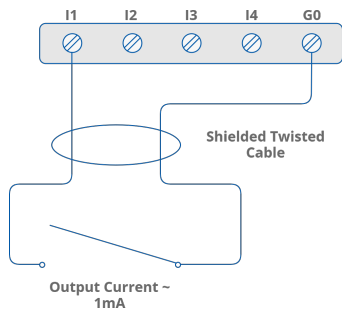 I1 I2 I3 I4 G0
Shielded Twisted
Cable
Output Current ~
1mA